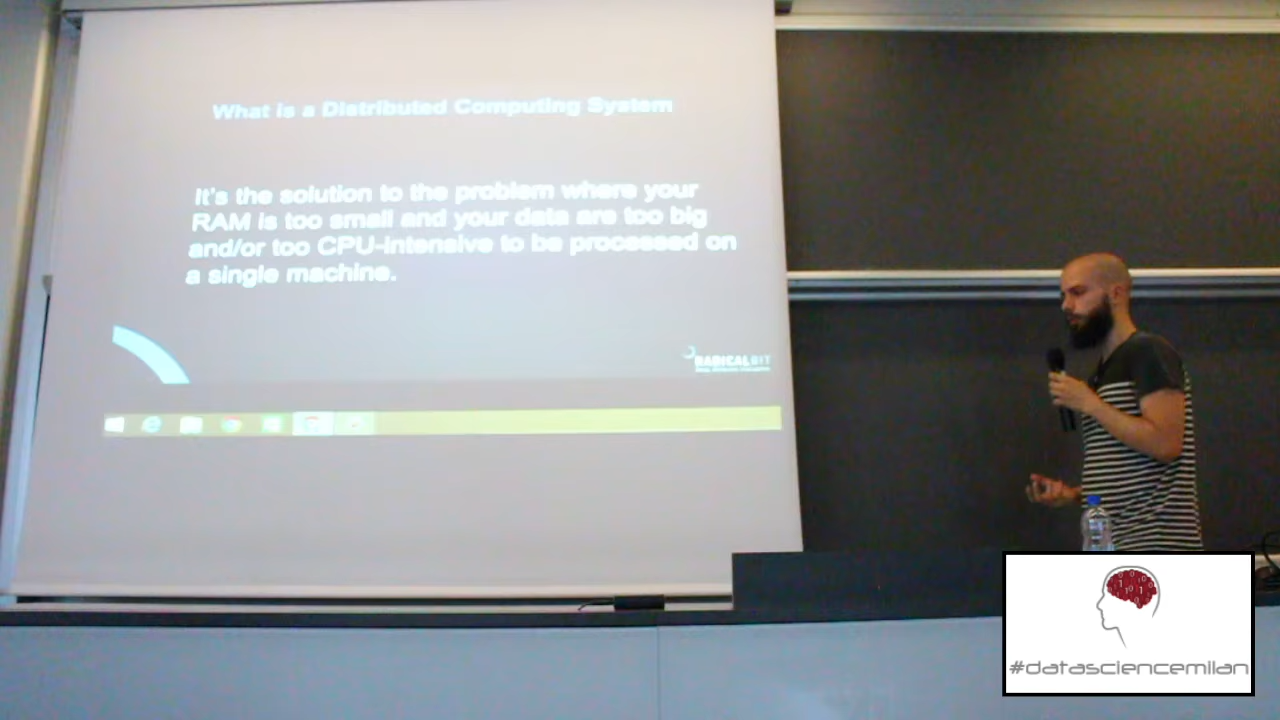 What is a Distributed Computing System
It's the solution to the problem where your
RAM is too small and your data are too big
and/or too CPU-intensive to be processed on
a single machine.
RADICALBIT
#datasciencemilan